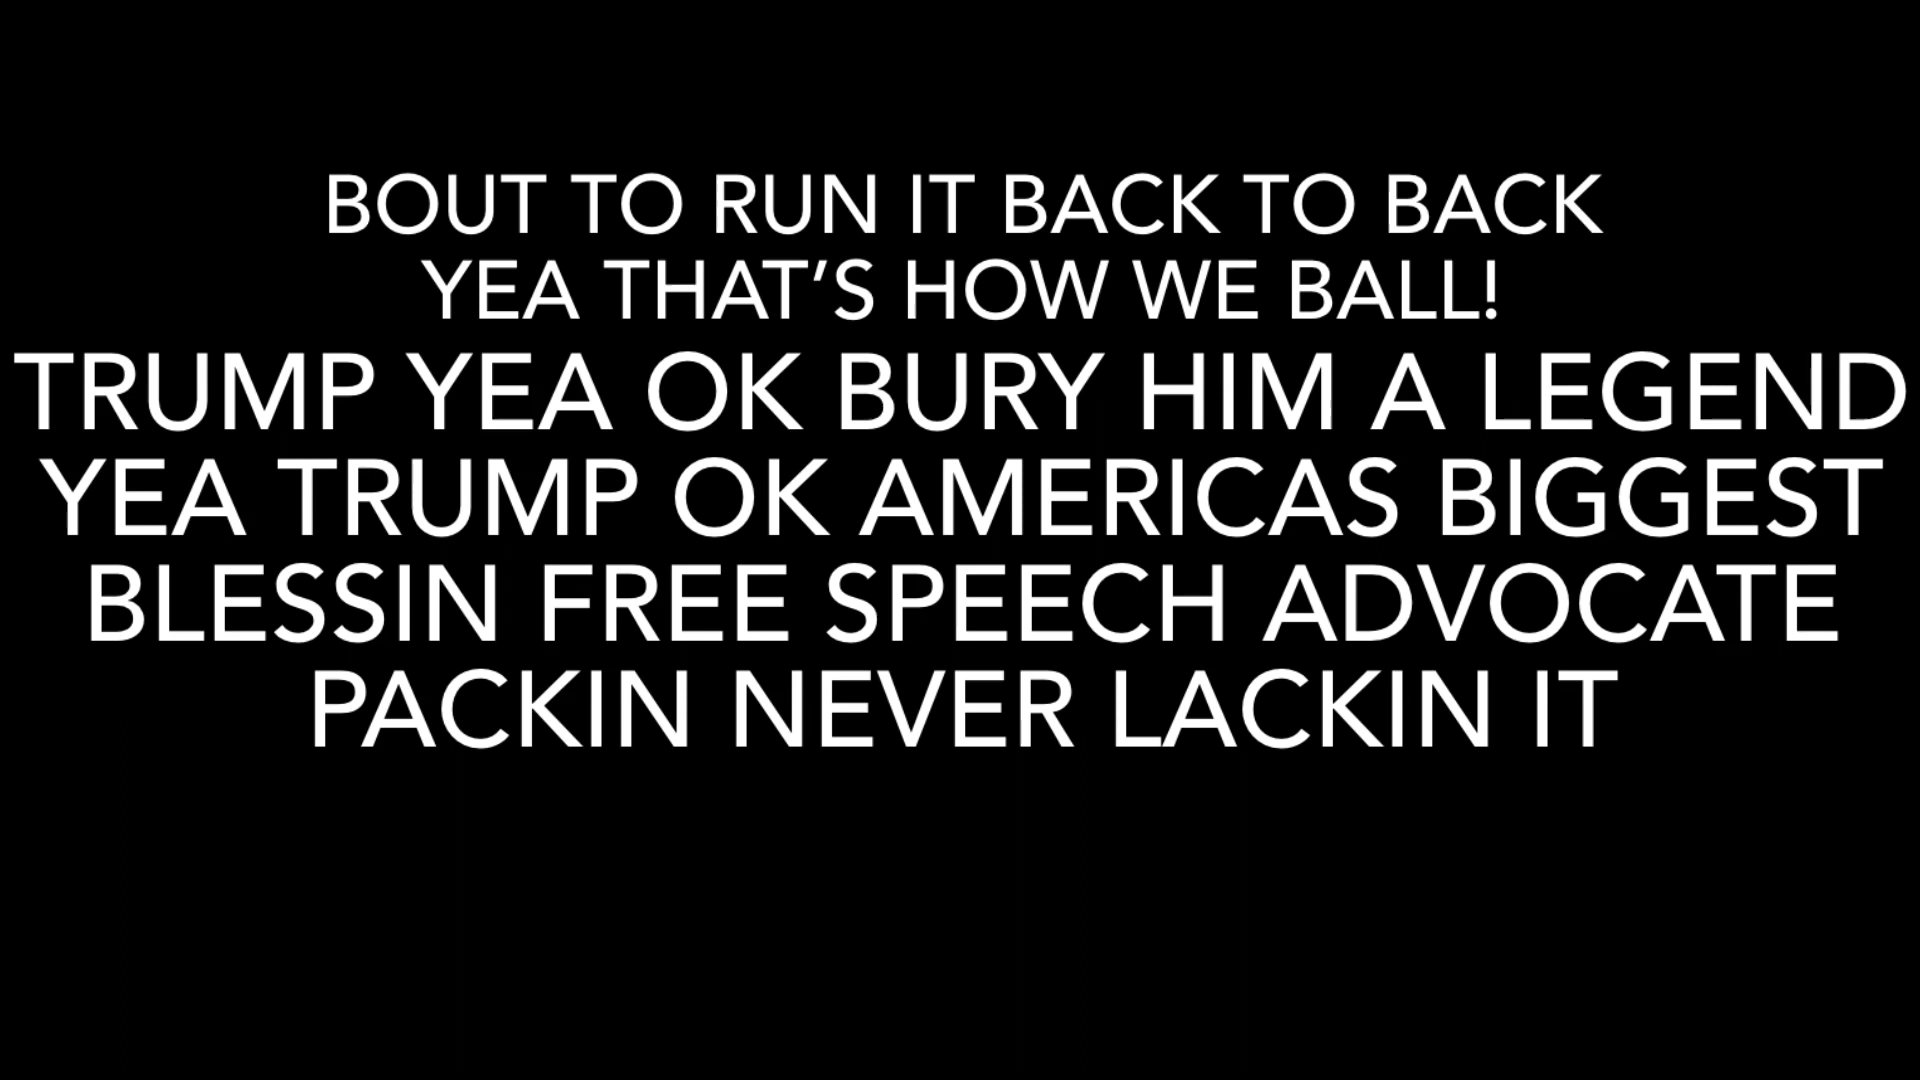 BOUT TO RUN IT BACK TO BACK
YEA THAT’S HOW WE BALL!
TRUMP YEA OK BURY HIM A LEGEND
YEA TRUMP OK AMERICAS BIGGEST
BLESSIN FREE SPEECH ADVOCATE
PACKIN NEVER LACKIN IT